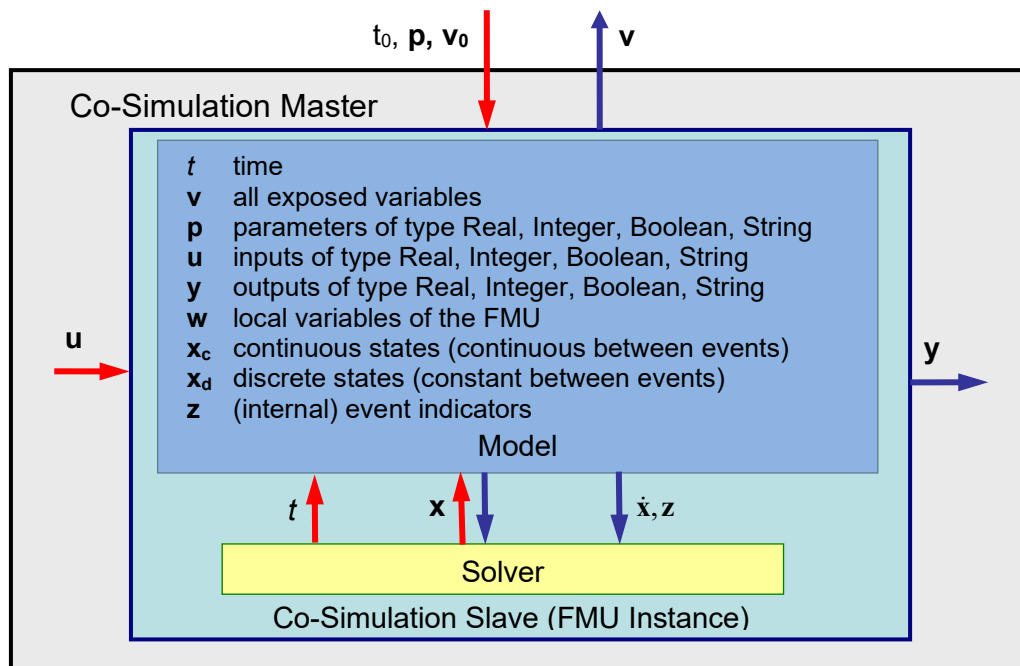 t₀, p, v₀
v
Co-Simulation Master
t time
v all exposed variables
p parameters of type Real, Integer, Boolean, String
u inputs of type Real, Integer, Boolean, String
y outputs of type Real, Integer, Boolean, String
w local variables of the FMU
x_c continuous states (continuous between events)
x_d discrete states (constant between events)
z (internal) event indicators
Model
u
y
t
x
ẋ, z
Solver
Co-Simulation Slave (FMU Instance)